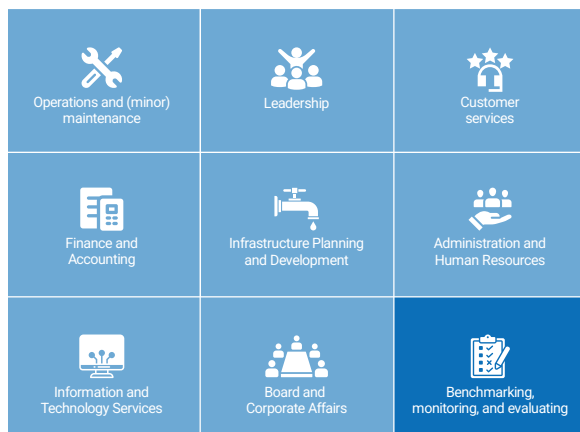 Operations and (minor)
maintenance
Leadership
Customer
services
Finance and
Accounting
Infrastructure Planning
and Development
Administration and
Human Resources
Information and
Technology Services
Board and
Corporate Affairs
Benchmarking,
monitoring, and evaluating